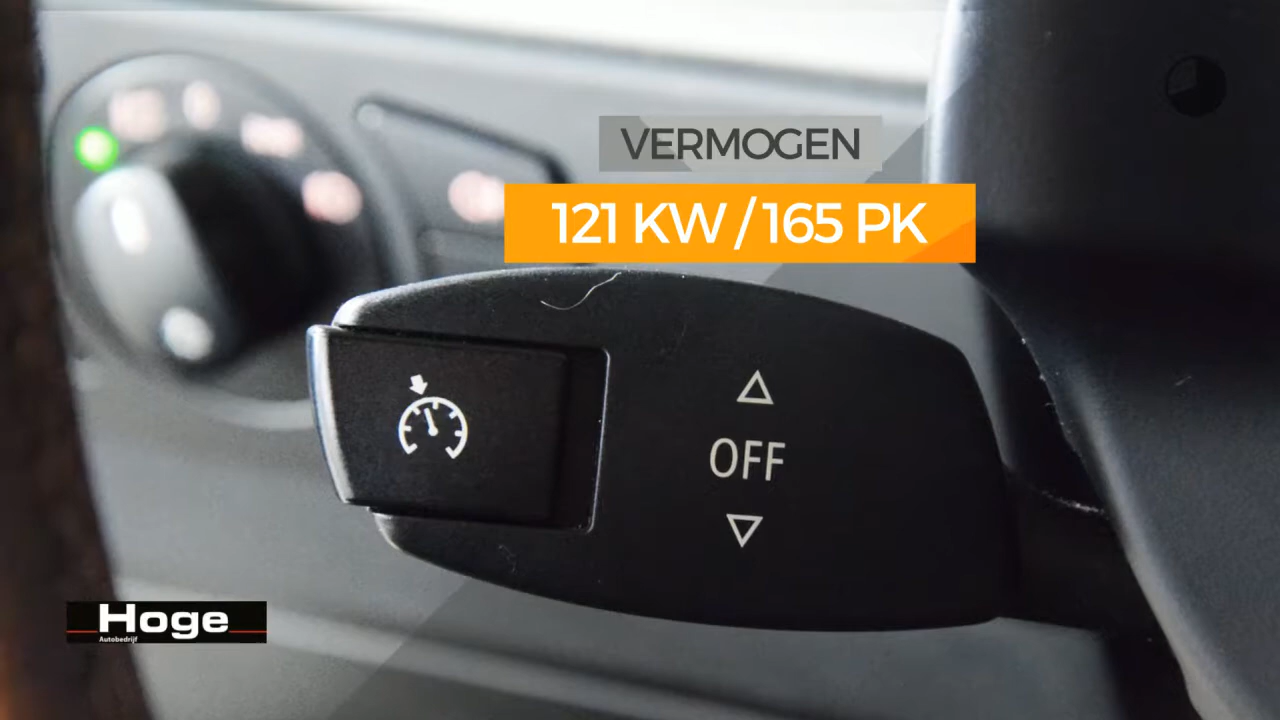 VERMOGEN
121 KW / 165 PK
OFF
Hoge
Autobedrijf